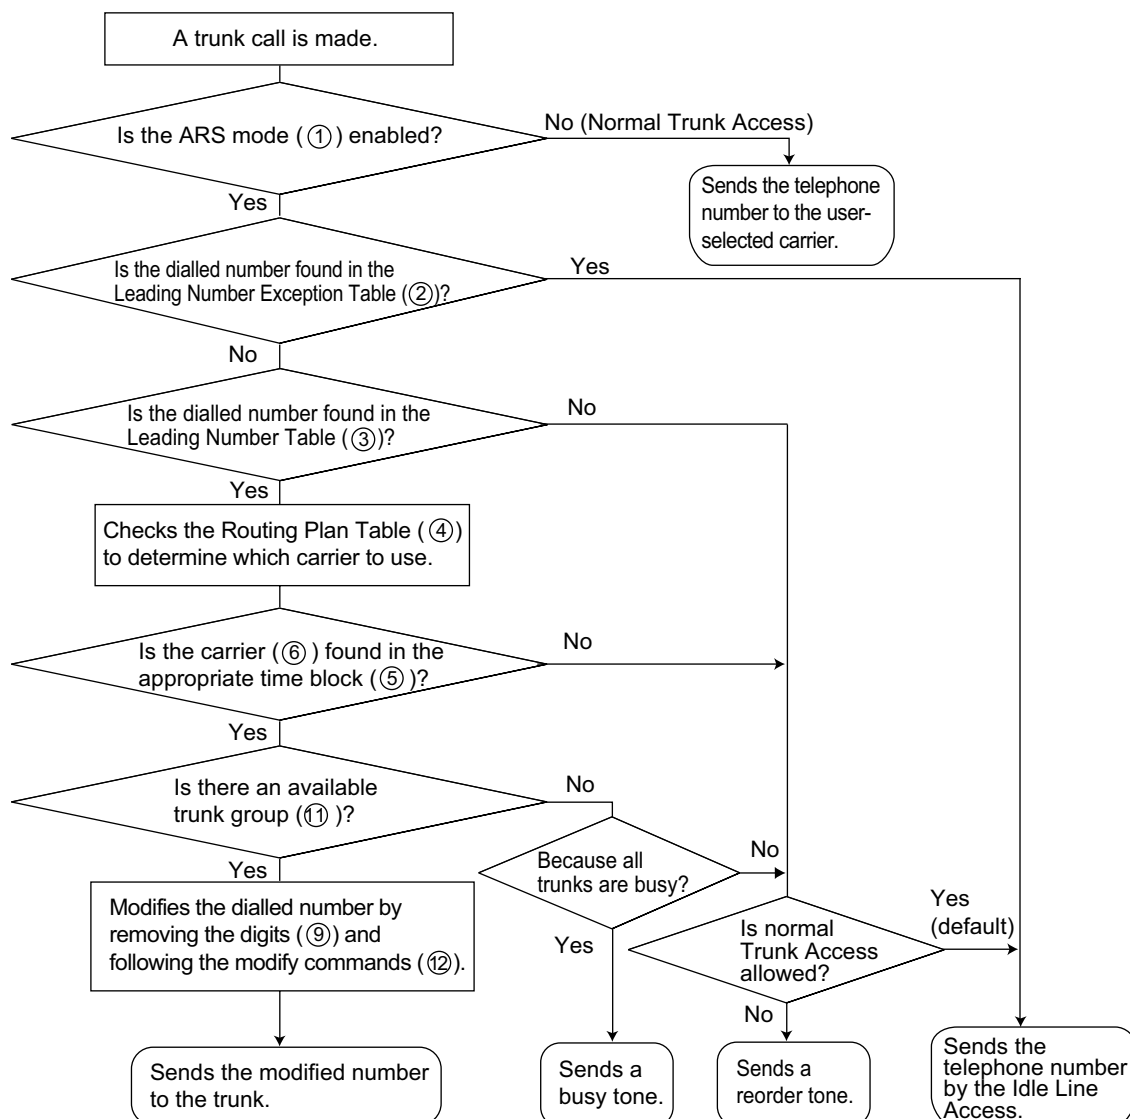 A trunk call is made.
Is the ARS mode (①) enabled?
No (Normal Trunk Access)
Sends the telephone
number to the user-
selected carrier.
Yes
Is the dialled number found in the
Leading Number Exception Table (②)?
Yes
No
Is the dialled number found in the
Leading Number Table (③)?
No
Yes
Checks the Routing Plan Table (④)
to determine which carrier to use.
Is the carrier (⑥) found in the
appropriate time block (⑤)?
No
Yes
Is there an available
trunk group (⑪)?
No
Yes
Because all
trunks are busy?
No
Yes
Modifies the dialled number by
removing the digits (⑨) and
following the modify commands (⑫).
Is normal
Trunk Access
allowed?
Yes
(default)
No
Sends the modified number
to the trunk.
Sends a
busy tone.
Sends a
reorder tone.
Sends the
telephone number
by the Idle Line
Access.